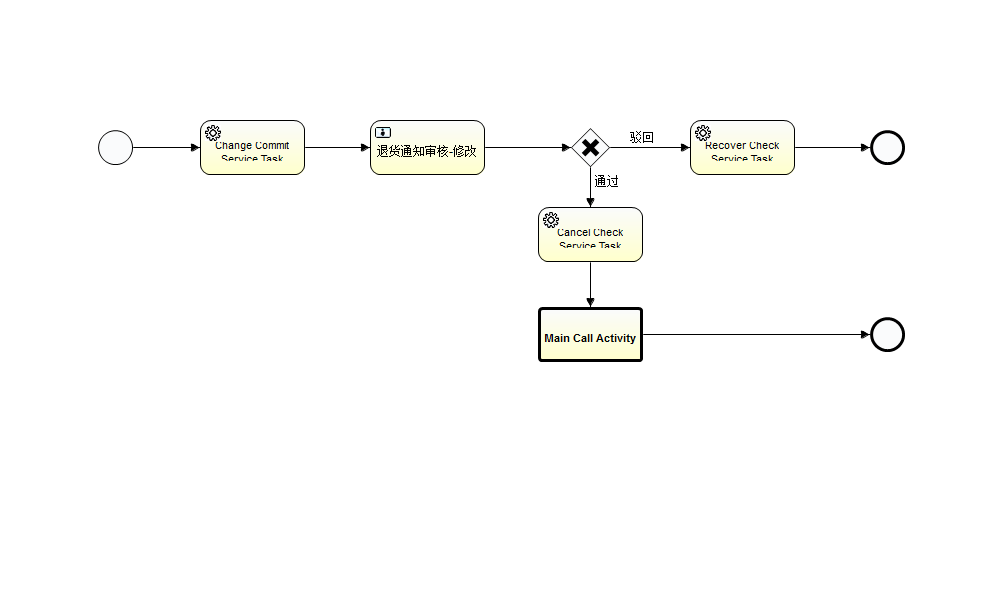 Change Commit
Service Task
退货通知审核-修改
驳回
Recover Check
Service Task
通过
Cancel Check
Service Task
Main Call Activity